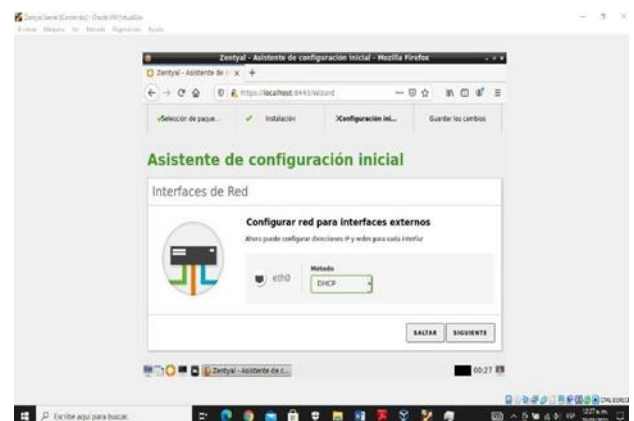 Zentyal - Asistente de configuración inicial - Mozilla Firefox
Zentyal - Asistente de c
https://localhost:8443/Wizard
Selección de paque...
Instalación
Configuración ini...
Guardar los cambios
Asistente de configuración inicial
Interfaces de Red
Configurar red para interfaces externos
Ahora puede configurar direcciones IP y redes para cada interfaz
eth0
Método
DHCP
SALTAR
SIGUIENTE
Zentyal - Asistente de c...
00:27
Escribe aquí para buscar.